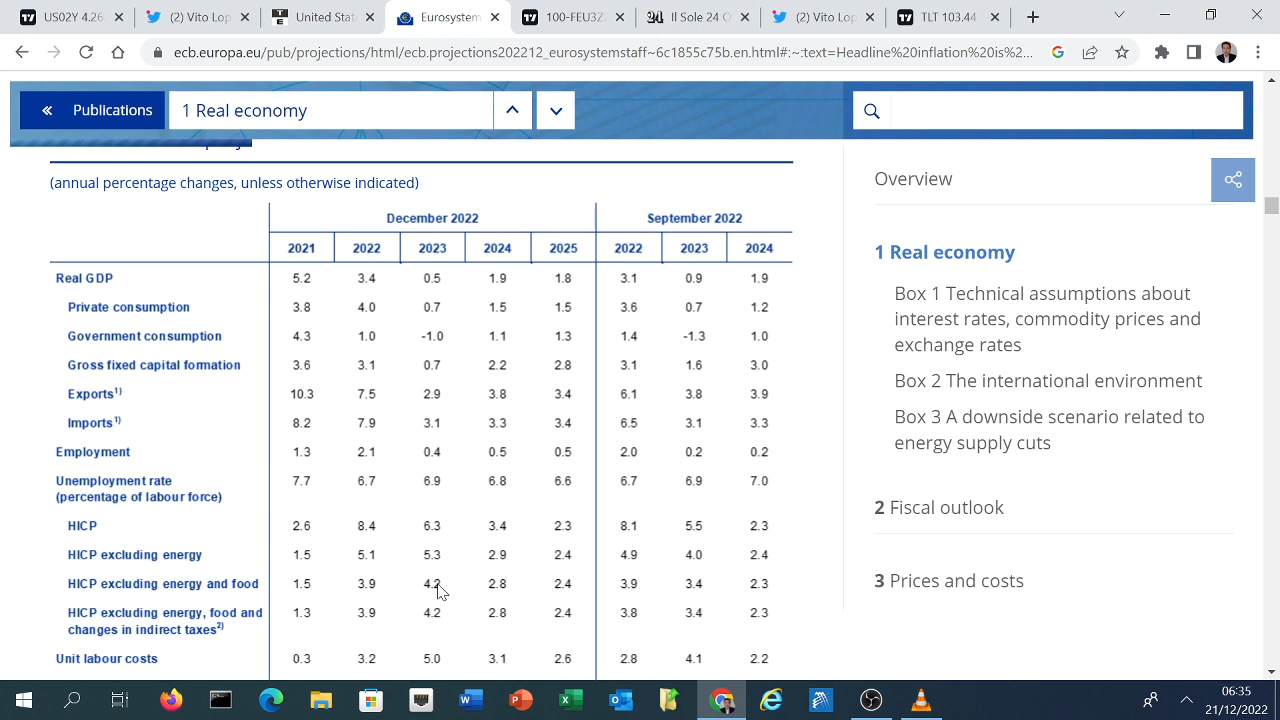 US02 4.26
(2) Vito Lop
United Stat
Eurosystem
100-FEU3Z
Il Sole 24 O
(2) Vito Lop
TLT 103.44
ecb.europa.eu/pub/projections/html/ecb.projections202212_eurosystemstaff~6c1855c75b.en.html#:~:text=Headline%20inflation%20is%2...
Publications
1 Real economy
(annual percentage changes, unless otherwise indicated)
December 2022 September 2022
2021 2022 2023 2024 2025 2022 2023 2024
Real GDP 5.2 3.4 0.5 1.9 1.8 3.1 0.9 1.9
Private consumption 3.8 4.0 0.7 1.5 1.5 3.6 0.7 1.2
Government consumption 4.3 1.0 -1.0 1.1 1.3 1.4 -1.3 1.0
Gross fixed capital formation 3.6 3.1 0.7 2.2 2.8 3.1 1.6 3.0
Exports1) 10.3 7.5 2.9 3.8 3.4 6.1 3.8 3.9
Imports1) 8.2 7.9 3.1 3.3 3.4 6.5 3.1 3.3
Employment 1.3 2.1 0.4 0.5 0.5 2.0 0.2 0.2
Unemployment rate 7.7 6.7 6.9 6.8 6.6 6.7 6.9 7.0
(percentage of labour force)
HICP 2.6 8.4 6.3 3.4 2.3 8.1 5.5 2.3
HICP excluding energy 1.5 5.1 5.3 2.9 2.4 4.9 4.0 2.4
HICP excluding energy and food 1.5 3.9 4.2 2.8 2.4 3.9 3.4 2.3
HICP excluding energy, food and 1.3 3.9 4.2 2.8 2.4 3.8 3.4 2.3
changes in indirect taxes2)
Unit labour costs 0.3 3.2 5.0 3.1 2.6 2.8 4.1 2.2
Overview
1 Real economy
Box 1 Technical assumptions about
interest rates, commodity prices and
exchange rates
Box 2 The international environment
Box 3 A downside scenario related to
energy supply cuts
2 Fiscal outlook
3 Prices and costs
06:35
21/12/2022